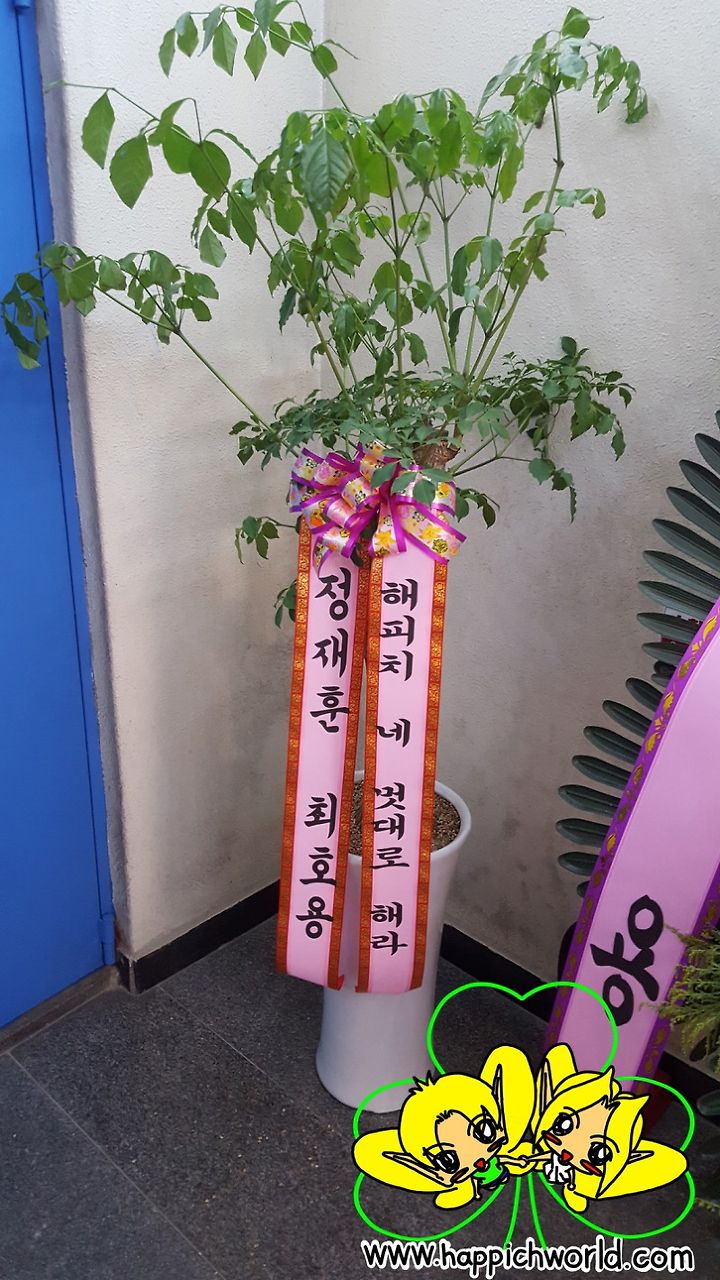 정재훈 최호용
해피치 네 멋대로 해라
www.happichworld.com